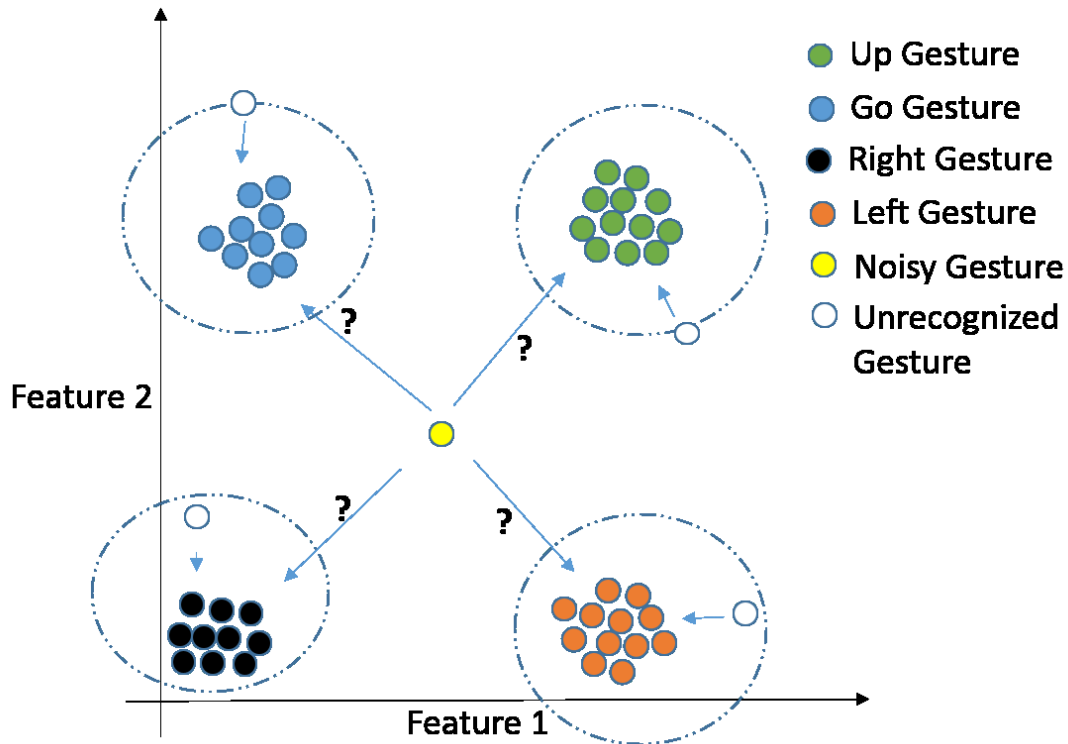 Up Gesture
Go Gesture
Right Gesture
Left Gesture
Noisy Gesture
Unrecognized
Gesture
?
?
Feature 2
?
?
Feature 1